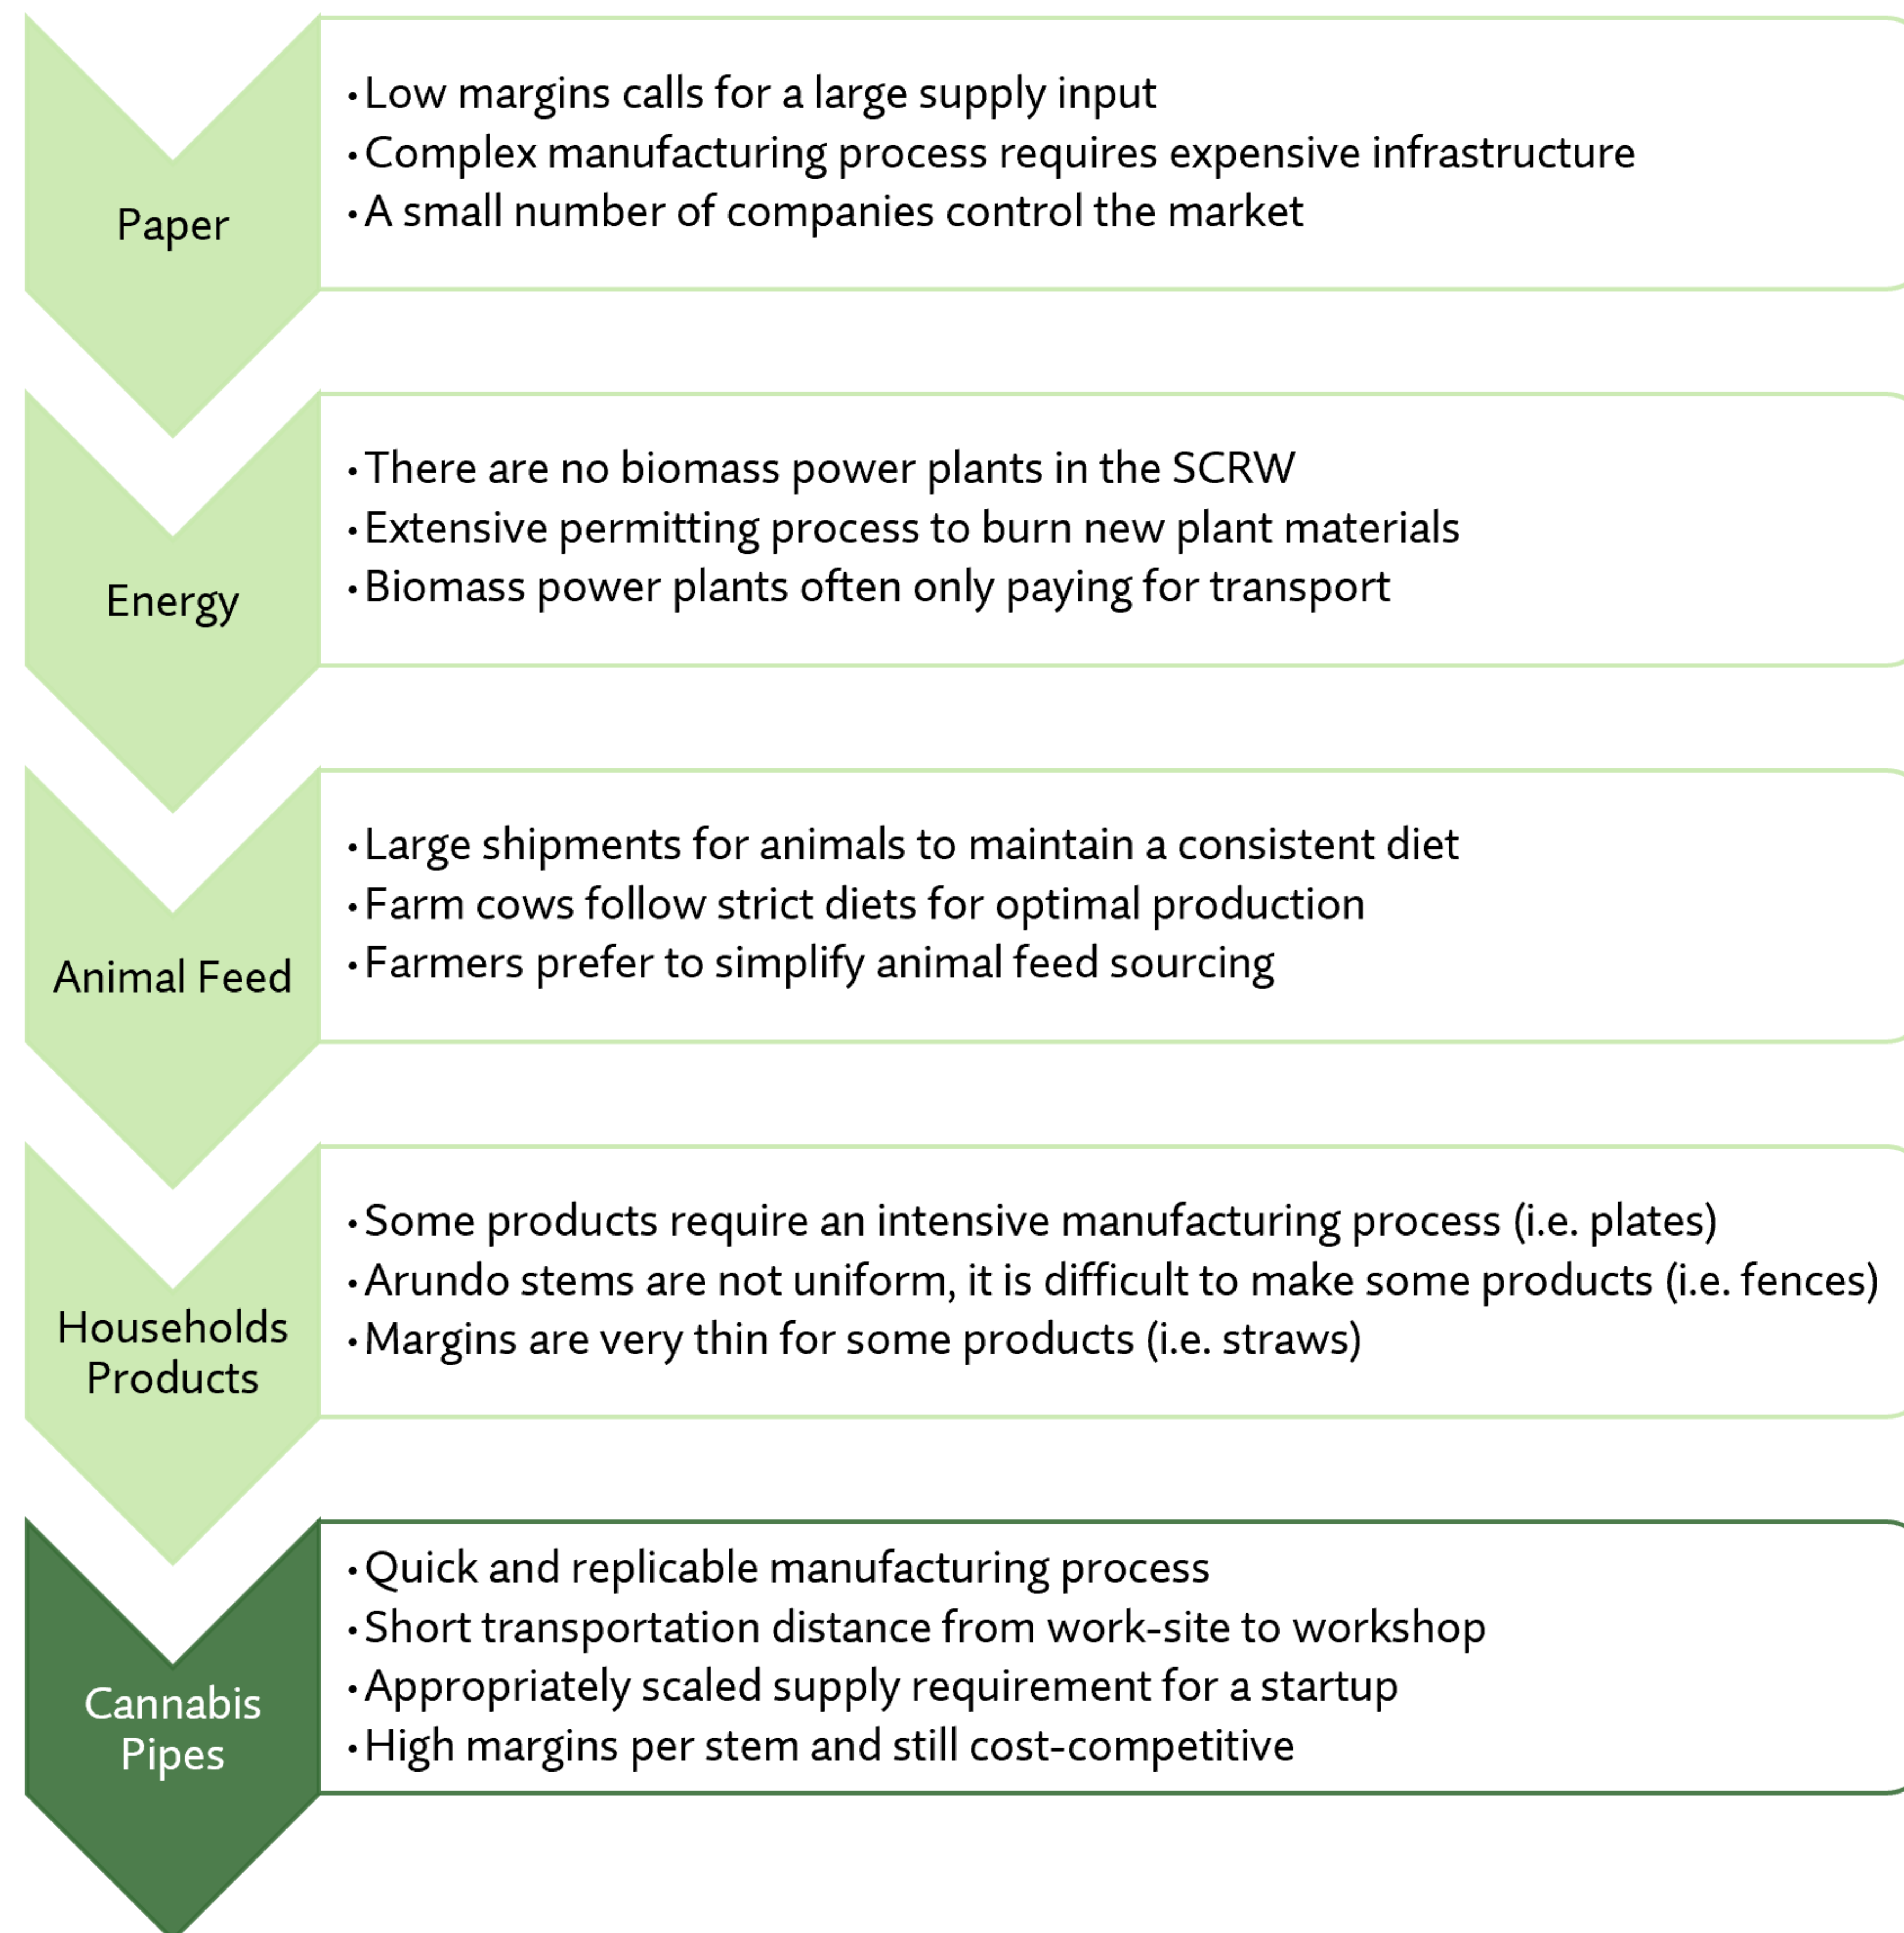 Paper
•Low margins calls for a large supply input
•Complex manufacturing process requires expensive infrastructure
•A small number of companies control the market
Energy
•There are no biomass power plants in the SCRW
•Extensive permitting process to burn new plant materials
•Biomass power plants often only paying for transport
Animal Feed
•Large shipments for animals to maintain a consistent diet
•Farm cows follow strict diets for optimal production
•Farmers prefer to simplify animal feed sourcing
Households
Products
•Some products require an intensive manufacturing process (i.e. plates)
•Arundo stems are not uniform, it is difficult to make some products (i.e. fences)
•Margins are very thin for some products (i.e. straws)
Cannabis
Pipes
•Quick and replicable manufacturing process
•Short transportation distance from work-site to workshop
•Appropriately scaled supply requirement for a startup
•High margins per stem and still cost-competitive